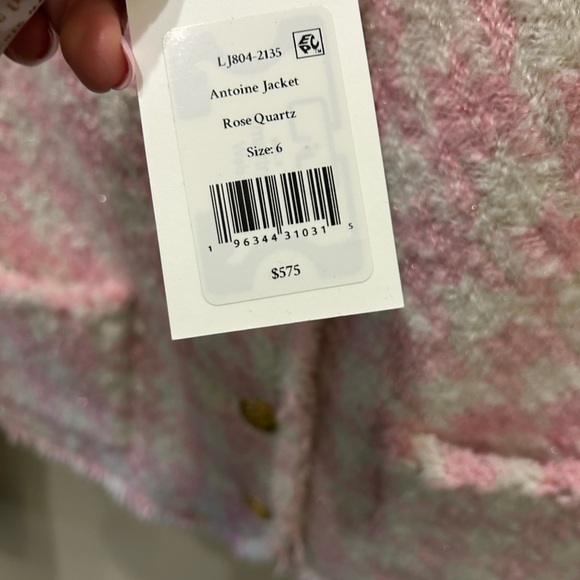 LJ804-2135
Antoine Jacket
Rose Quartz
Size: 6
1 96344 31031 5
$575